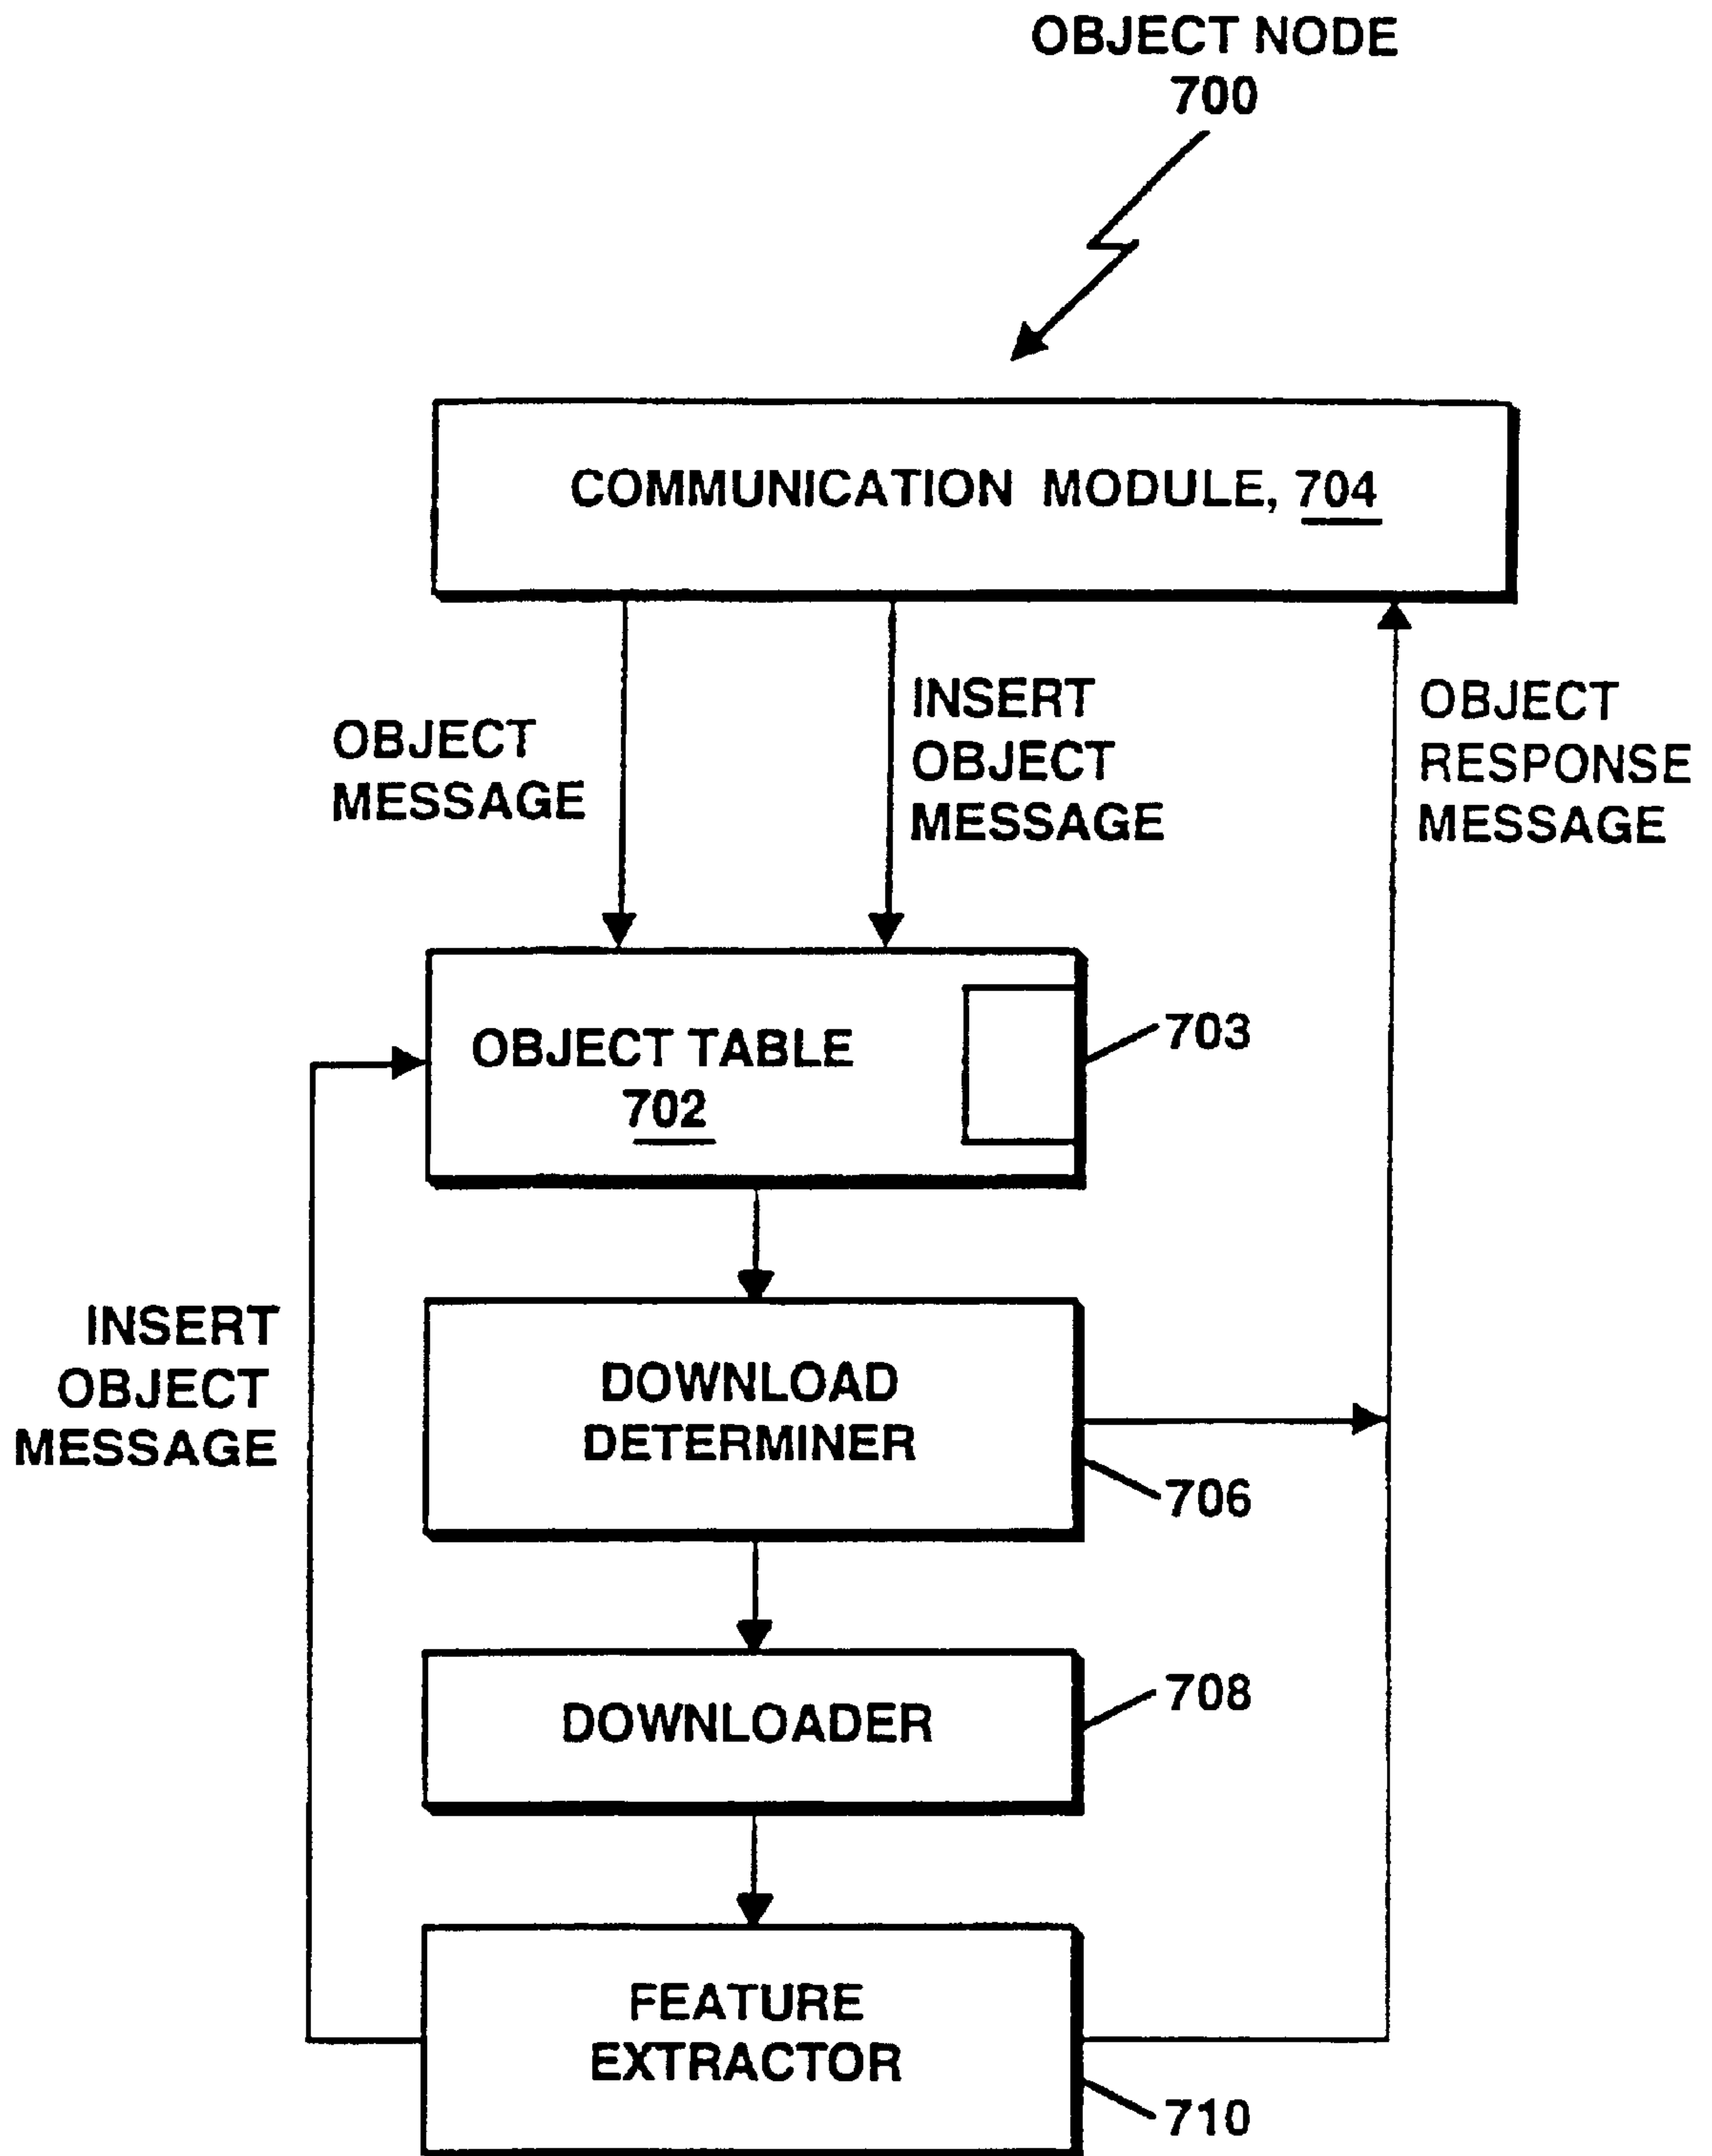 OBJECT NODE
700
COMMUNICATION MODULE, 704
OBJECT
MESSAGE
INSERT
OBJECT
MESSAGE
OBJECT
RESPONSE
MESSAGE
OBJECT TABLE
702
703
INSERT
OBJECT
MESSAGE
DOWNLOAD
DETERMINER
706
DOWNLOADER
708
FEATURE
EXTRACTOR
710